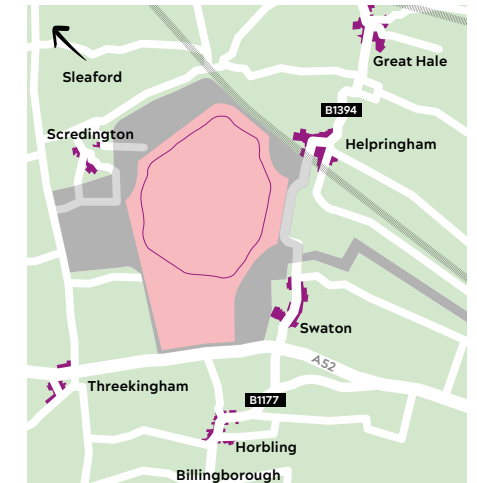 Great Hale
Sleaford
B1394
Scredington
Helpringham
Swaton
A52
Threekingham
B1177
Horbling
Billingborough